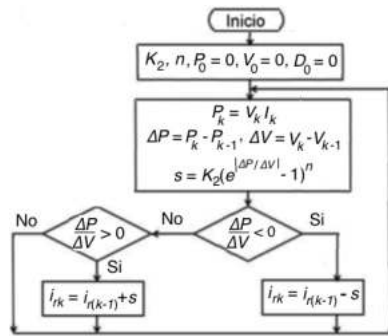 Inicio
K₂, n, P₀ = 0, V₀ = 0, D₀ = 0
Pₖ = Vₖ Iₖ
ΔP = Pₖ - Pₖ₋₁, ΔV = Vₖ - Vₖ₋₁
s = K₂(e^|ΔP/ΔV| - 1)ⁿ
No
ΔP/ΔV > 0
No
ΔP/ΔV < 0
Si
Si
i_rk = i_r(k-1) + s
i_rk = i_r(k-1) - s